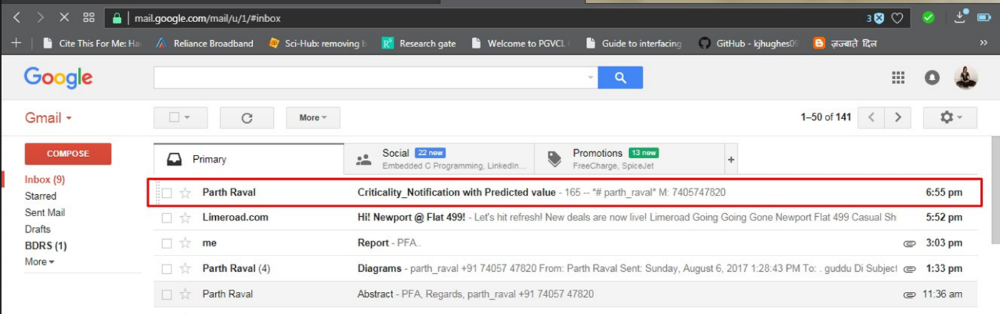 mail.google.com/mail/u/1/#inbox 3
Cite This For Me: Ha Reliance Broadband Sci-Hub: removing b R Research gate Welcome to PGVCL Guide to interfacing GitHub - kjhughes09 ज़ज्बाते दिल
Google
Gmail More 1–50 of 141
COMPOSE Primary Social 22 new Promotions 13 new
Embedded C Programming, LinkedIn... FreeCharge, SpiceJet
Inbox (9)
Starred Parth Raval Criticality_Notification with Predicted value - 165 -- "# parth_raval" M: 7405747820 6:55 pm
Sent Mail Limeroad.com Hi! Newport @ Flat 499! - Let's hit refresh! New deals are now live! Limeroad Going Going Gone Newport Flat 499 Casual Sh 5:52 pm
Drafts
BDRS (1) me Report - PFA.. 3:03 pm
More Parth Raval (4) Diagrams - parth_raval +91 74057 47820 From: Parth Raval Sent: Sunday, August 6, 2017 1:28:43 PM To: . guddu Di Subject 1:33 pm
Parth Raval Abstract - PFA, Regards, parth_raval +91 74057 47820 11:36 am